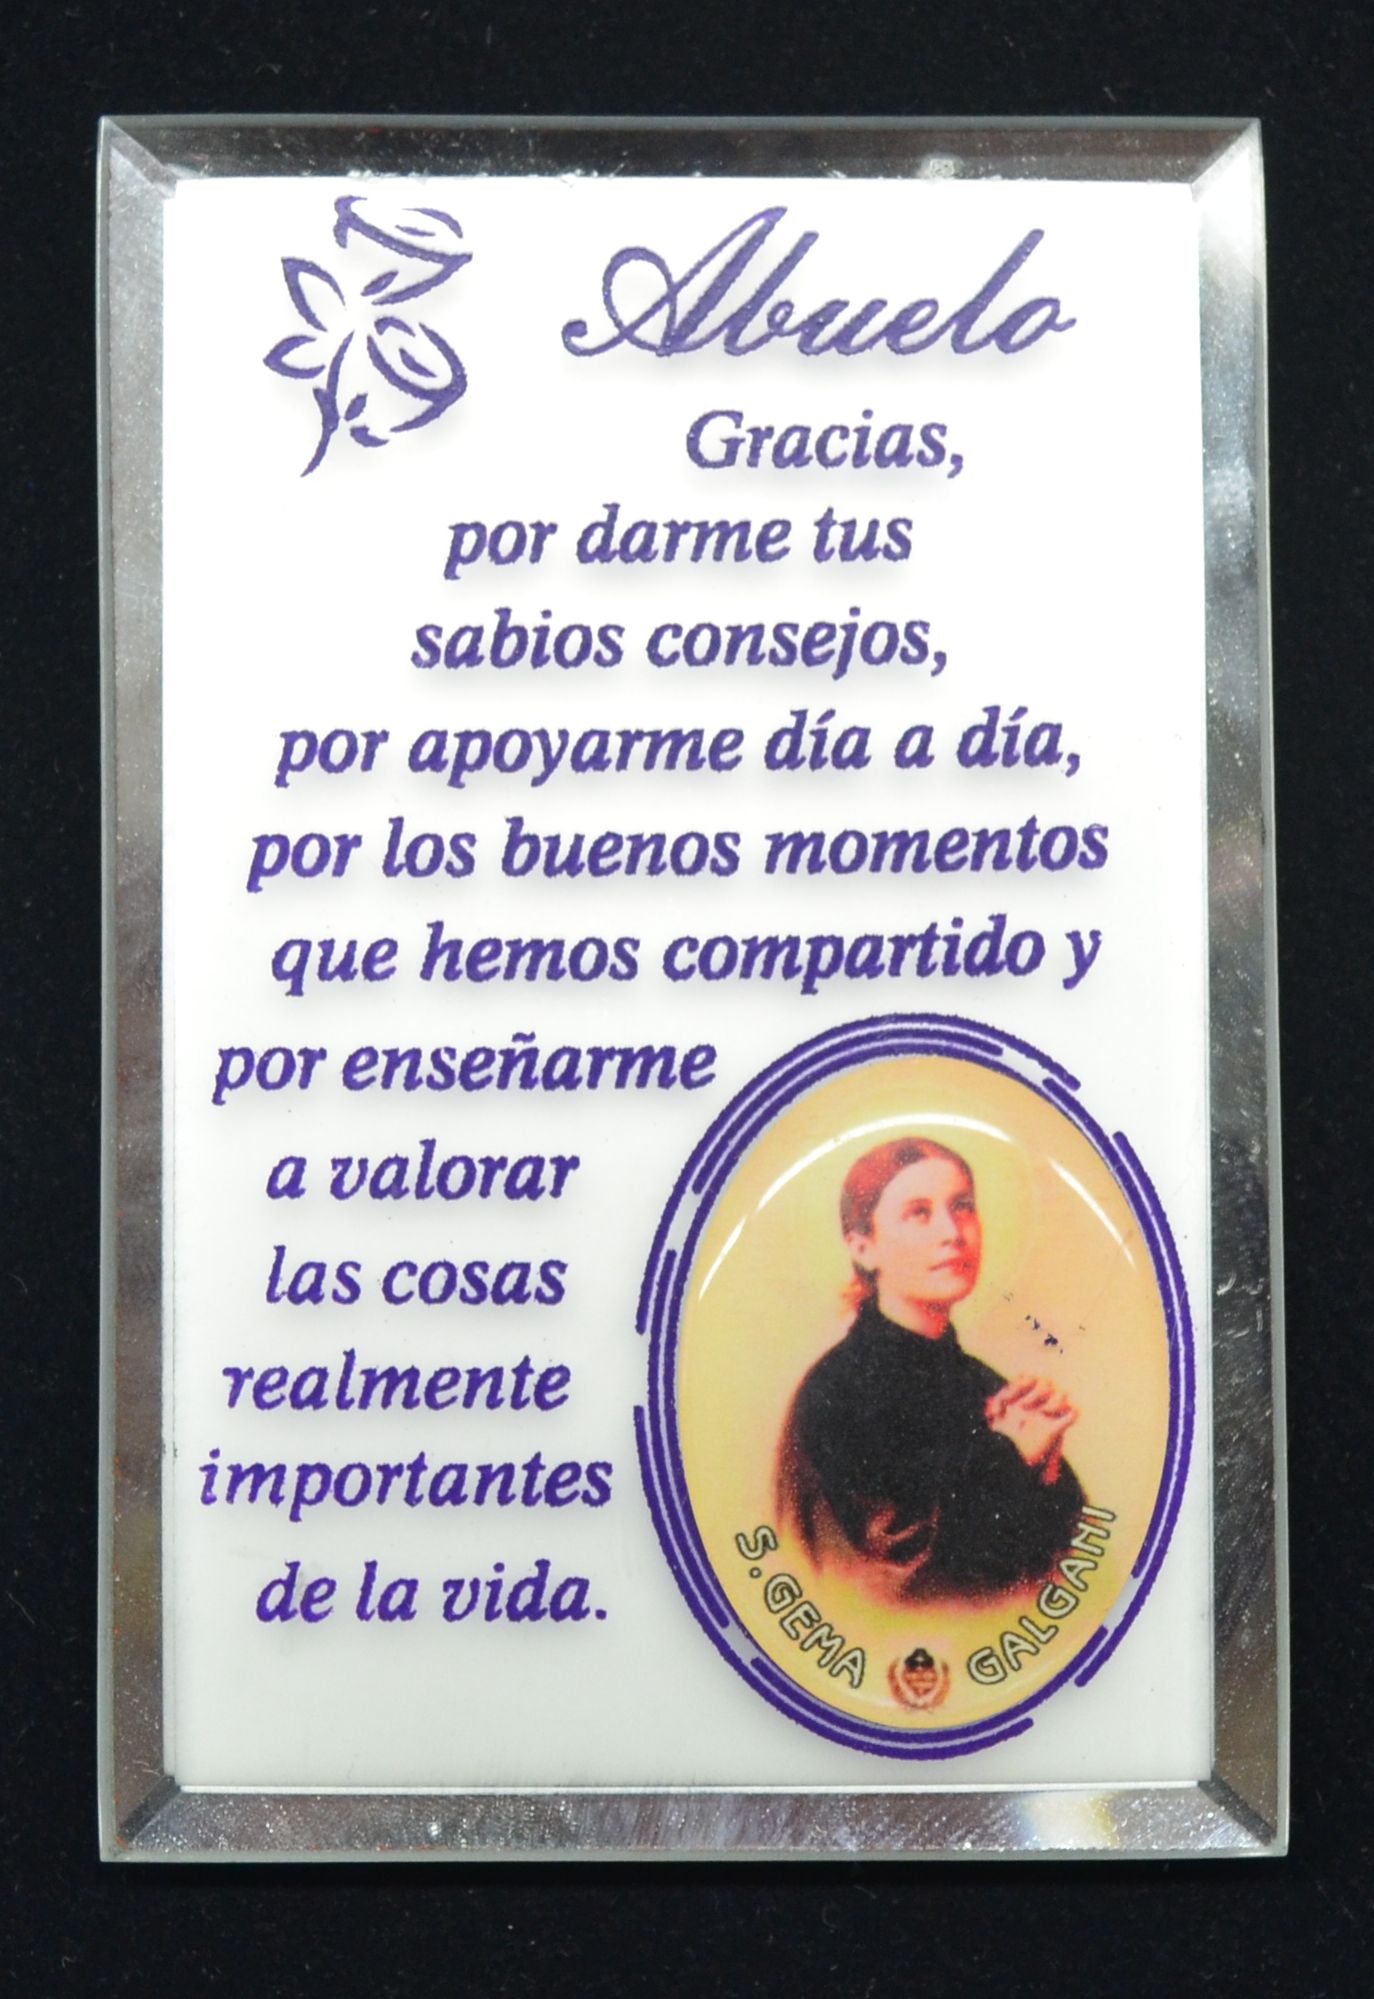 Abuelo
Gracias,
por darme tus
sabios consejos,
por apoyarme día a día,
por los buenos momentos
que hemos compartido y
por enseñarme
a valorar
las cosas
realmente
importantes
de la vida.
S. GEMA GALGANI